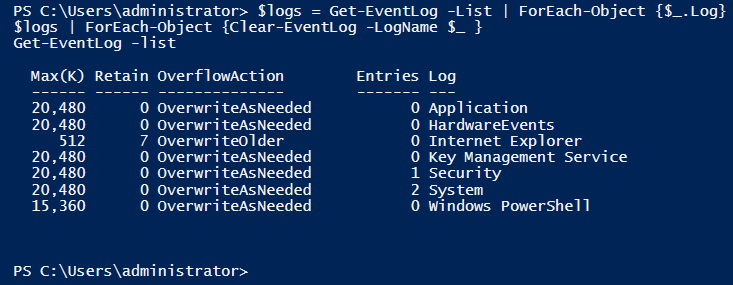 PS C:\Users\administrator> $logs = Get-EventLog -List | ForEach-Object {$_.Log}
$logs | ForEach-Object {Clear-EventLog -LogName $_ }
Get-EventLog -list
Max(K) Retain OverflowAction Entries Log
------ ------ -------------- ------- ---
20,480 0 OverwriteAsNeeded 0 Application
20,480 0 OverwriteAsNeeded 0 HardwareEvents
512 7 OverwriteOlder 0 Internet Explorer
20,480 0 OverwriteAsNeeded 0 Key Management Service
20,480 0 OverwriteAsNeeded 1 Security
20,480 0 OverwriteAsNeeded 2 System
15,360 0 OverwriteAsNeeded 0 Windows PowerShell
PS C:\Users\administrator>